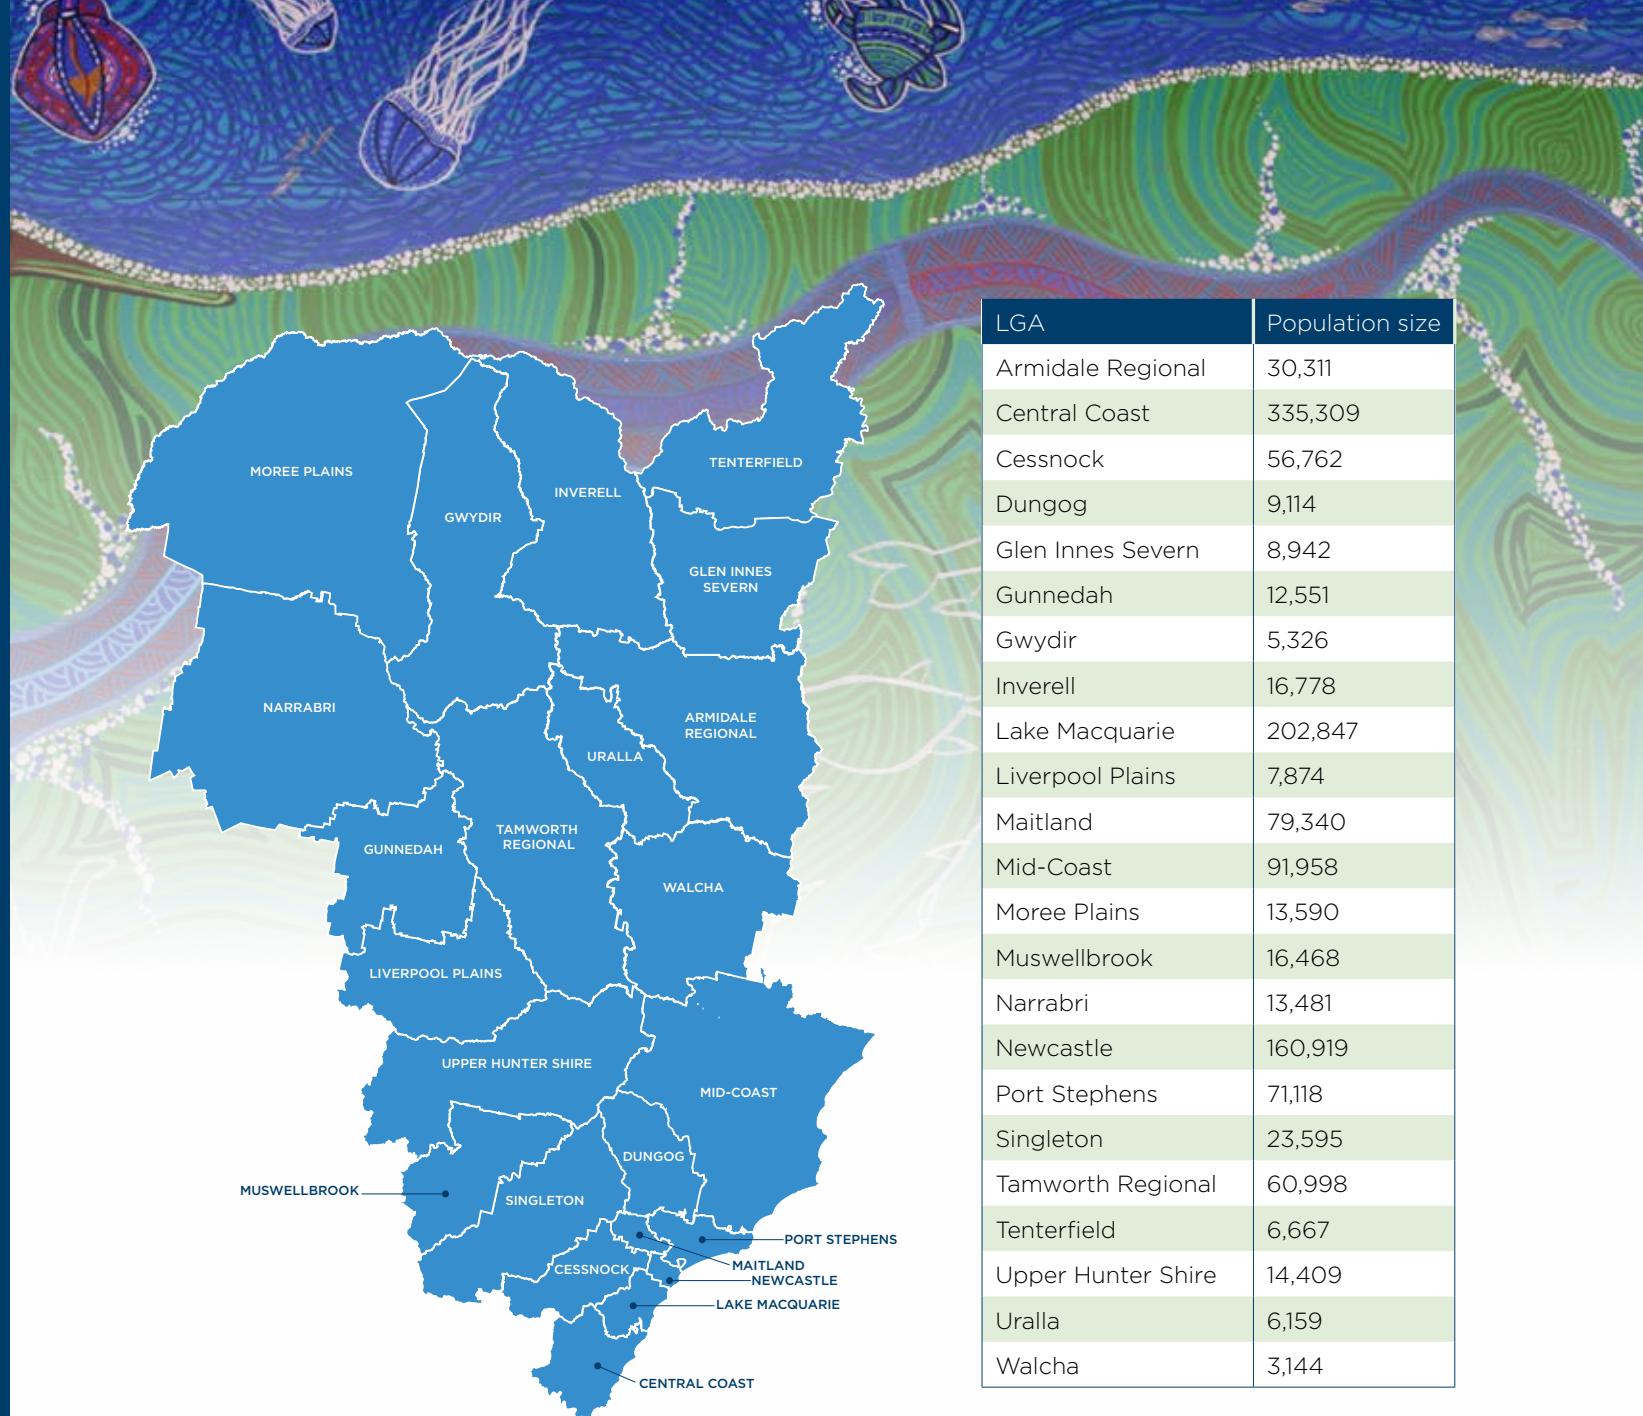 MOREE PLAINS
GWYDIR
INVERELL
TENTERFIELD
GLEN INNES
SEVERN
NARRABRI
ARMIDALE
REGIONAL
URALLA
TAMWORTH
REGIONAL
GUNNEDAH
WALCHA
LIVERPOOL PLAINS
UPPER HUNTER SHIRE
MID-COAST
DUNGOG
MUSWELLBROOK
SINGLETON
PORT STEPHENS
MAITLAND
CESSNOCK
NEWCASTLE
LAKE MACQUARIE
CENTRAL COAST
LGA Population size
Armidale Regional 30,311
Central Coast 335,309
Cessnock 56,762
Dungog 9,114
Glen Innes Severn 8,942
Gunnedah 12,551
Gwydir 5,326
Inverell 16,778
Lake Macquarie 202,847
Liverpool Plains 7,874
Maitland 79,340
Mid-Coast 91,958
Moree Plains 13,590
Muswellbrook 16,468
Narrabri 13,481
Newcastle 160,919
Port Stephens 71,118
Singleton 23,595
Tamworth Regional 60,998
Tenterfield 6,667
Upper Hunter Shire 14,409
Uralla 6,159
Walcha 3,144